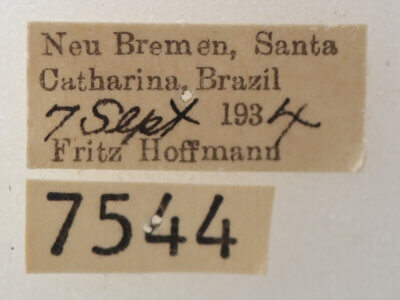 Neu Bremen, Santa
Catharina, Brazil
7 Sept 1934
Fritz Hoffmann
7544